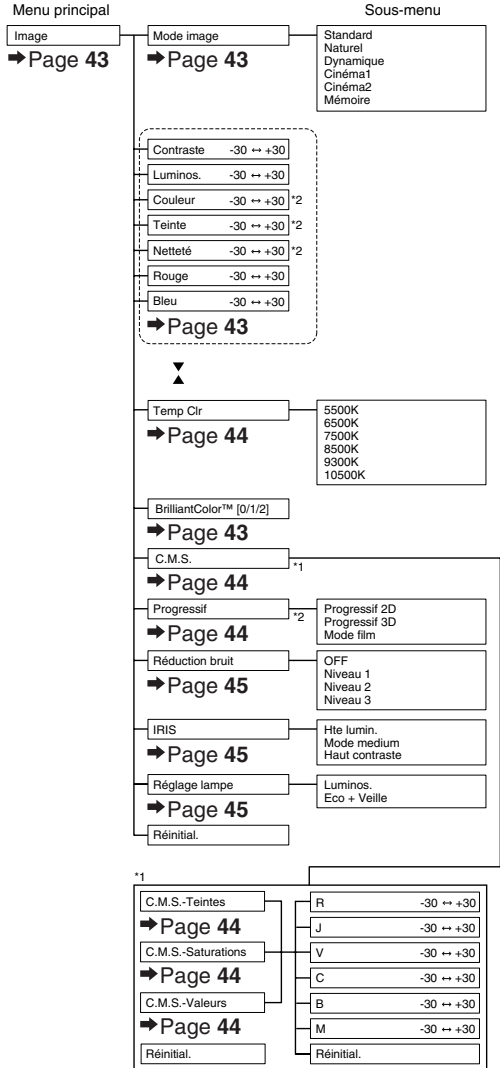 Menu principal
Sous-menu
Image
➡Page 43
Mode image
➡Page 43
Standard
Naturel
Dynamique
Cinéma1
Cinéma2
Mémoire
Contraste -30 ↔ +30
Luminos. -30 ↔ +30
Couleur -30 ↔ +30 *2
Teinte -30 ↔ +30 *2
Netteté -30 ↔ +30 *2
Rouge -30 ↔ +30
Bleu -30 ↔ +30
➡Page 43
Temp Clr
➡Page 44
5500K
6500K
7500K
8500K
9300K
10500K
BrilliantColor™ [0/1/2]
➡Page 43
C.M.S. *1
➡Page 44
Progressif *2
➡Page 44
Progressif 2D
Progressif 3D
Mode film
Réduction bruit
➡Page 45
OFF
Niveau 1
Niveau 2
Niveau 3
IRIS
➡Page 45
Hte lumin.
Mode medium
Haut contraste
Réglage lampe
➡Page 45
Luminos.
Eco + Veille
Réinitial.
*1
C.M.S.-Teintes
➡Page 44
C.M.S.-Saturations
➡Page 44
C.M.S.-Valeurs
➡Page 44
Réinitial.
R -30 ↔ +30
J -30 ↔ +30
V -30 ↔ +30
C -30 ↔ +30
B -30 ↔ +30
M -30 ↔ +30
Réinitial.